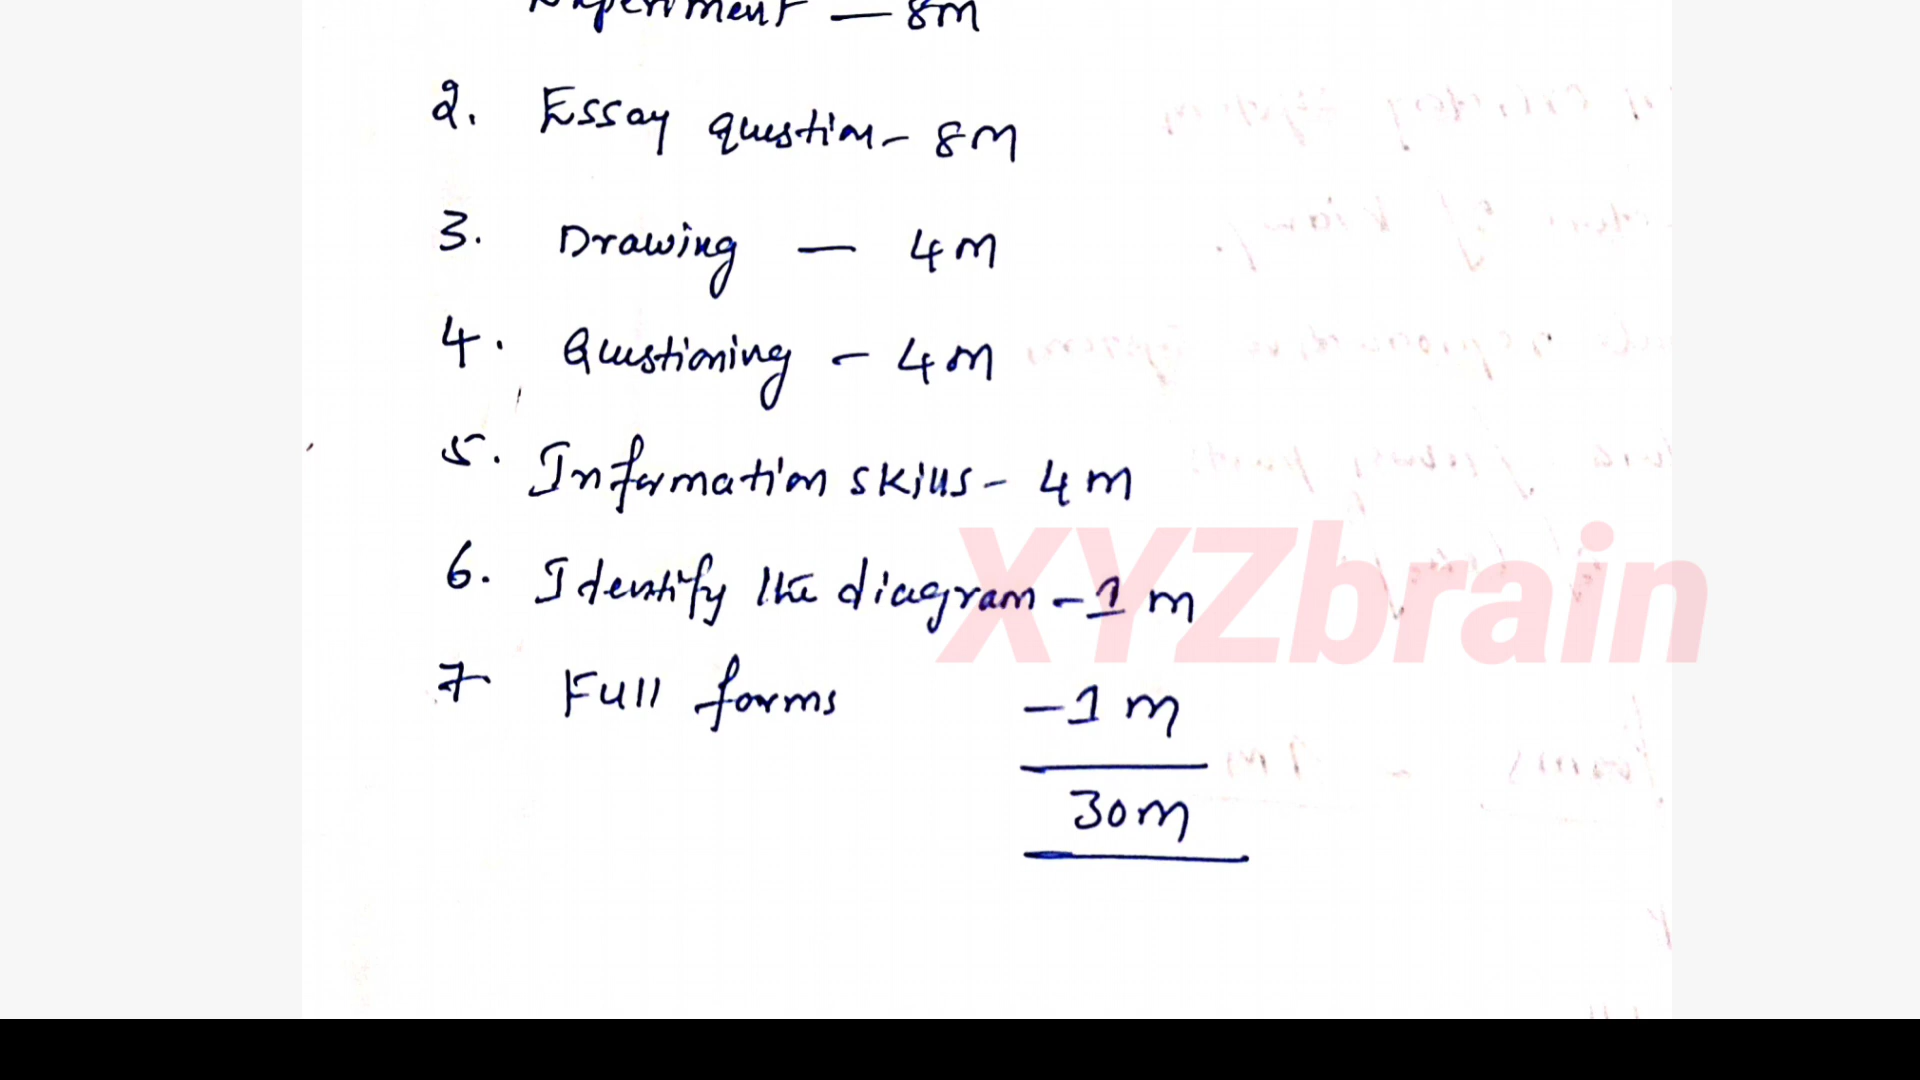 Experiment — 8m
2. Essay question - 8m
3. Drawing — 4m
4. Questioning - 4m
5. Information skills - 4m
6. Identify the diagram - 1m
XYZbrain
7 Full forms - 1m
30m